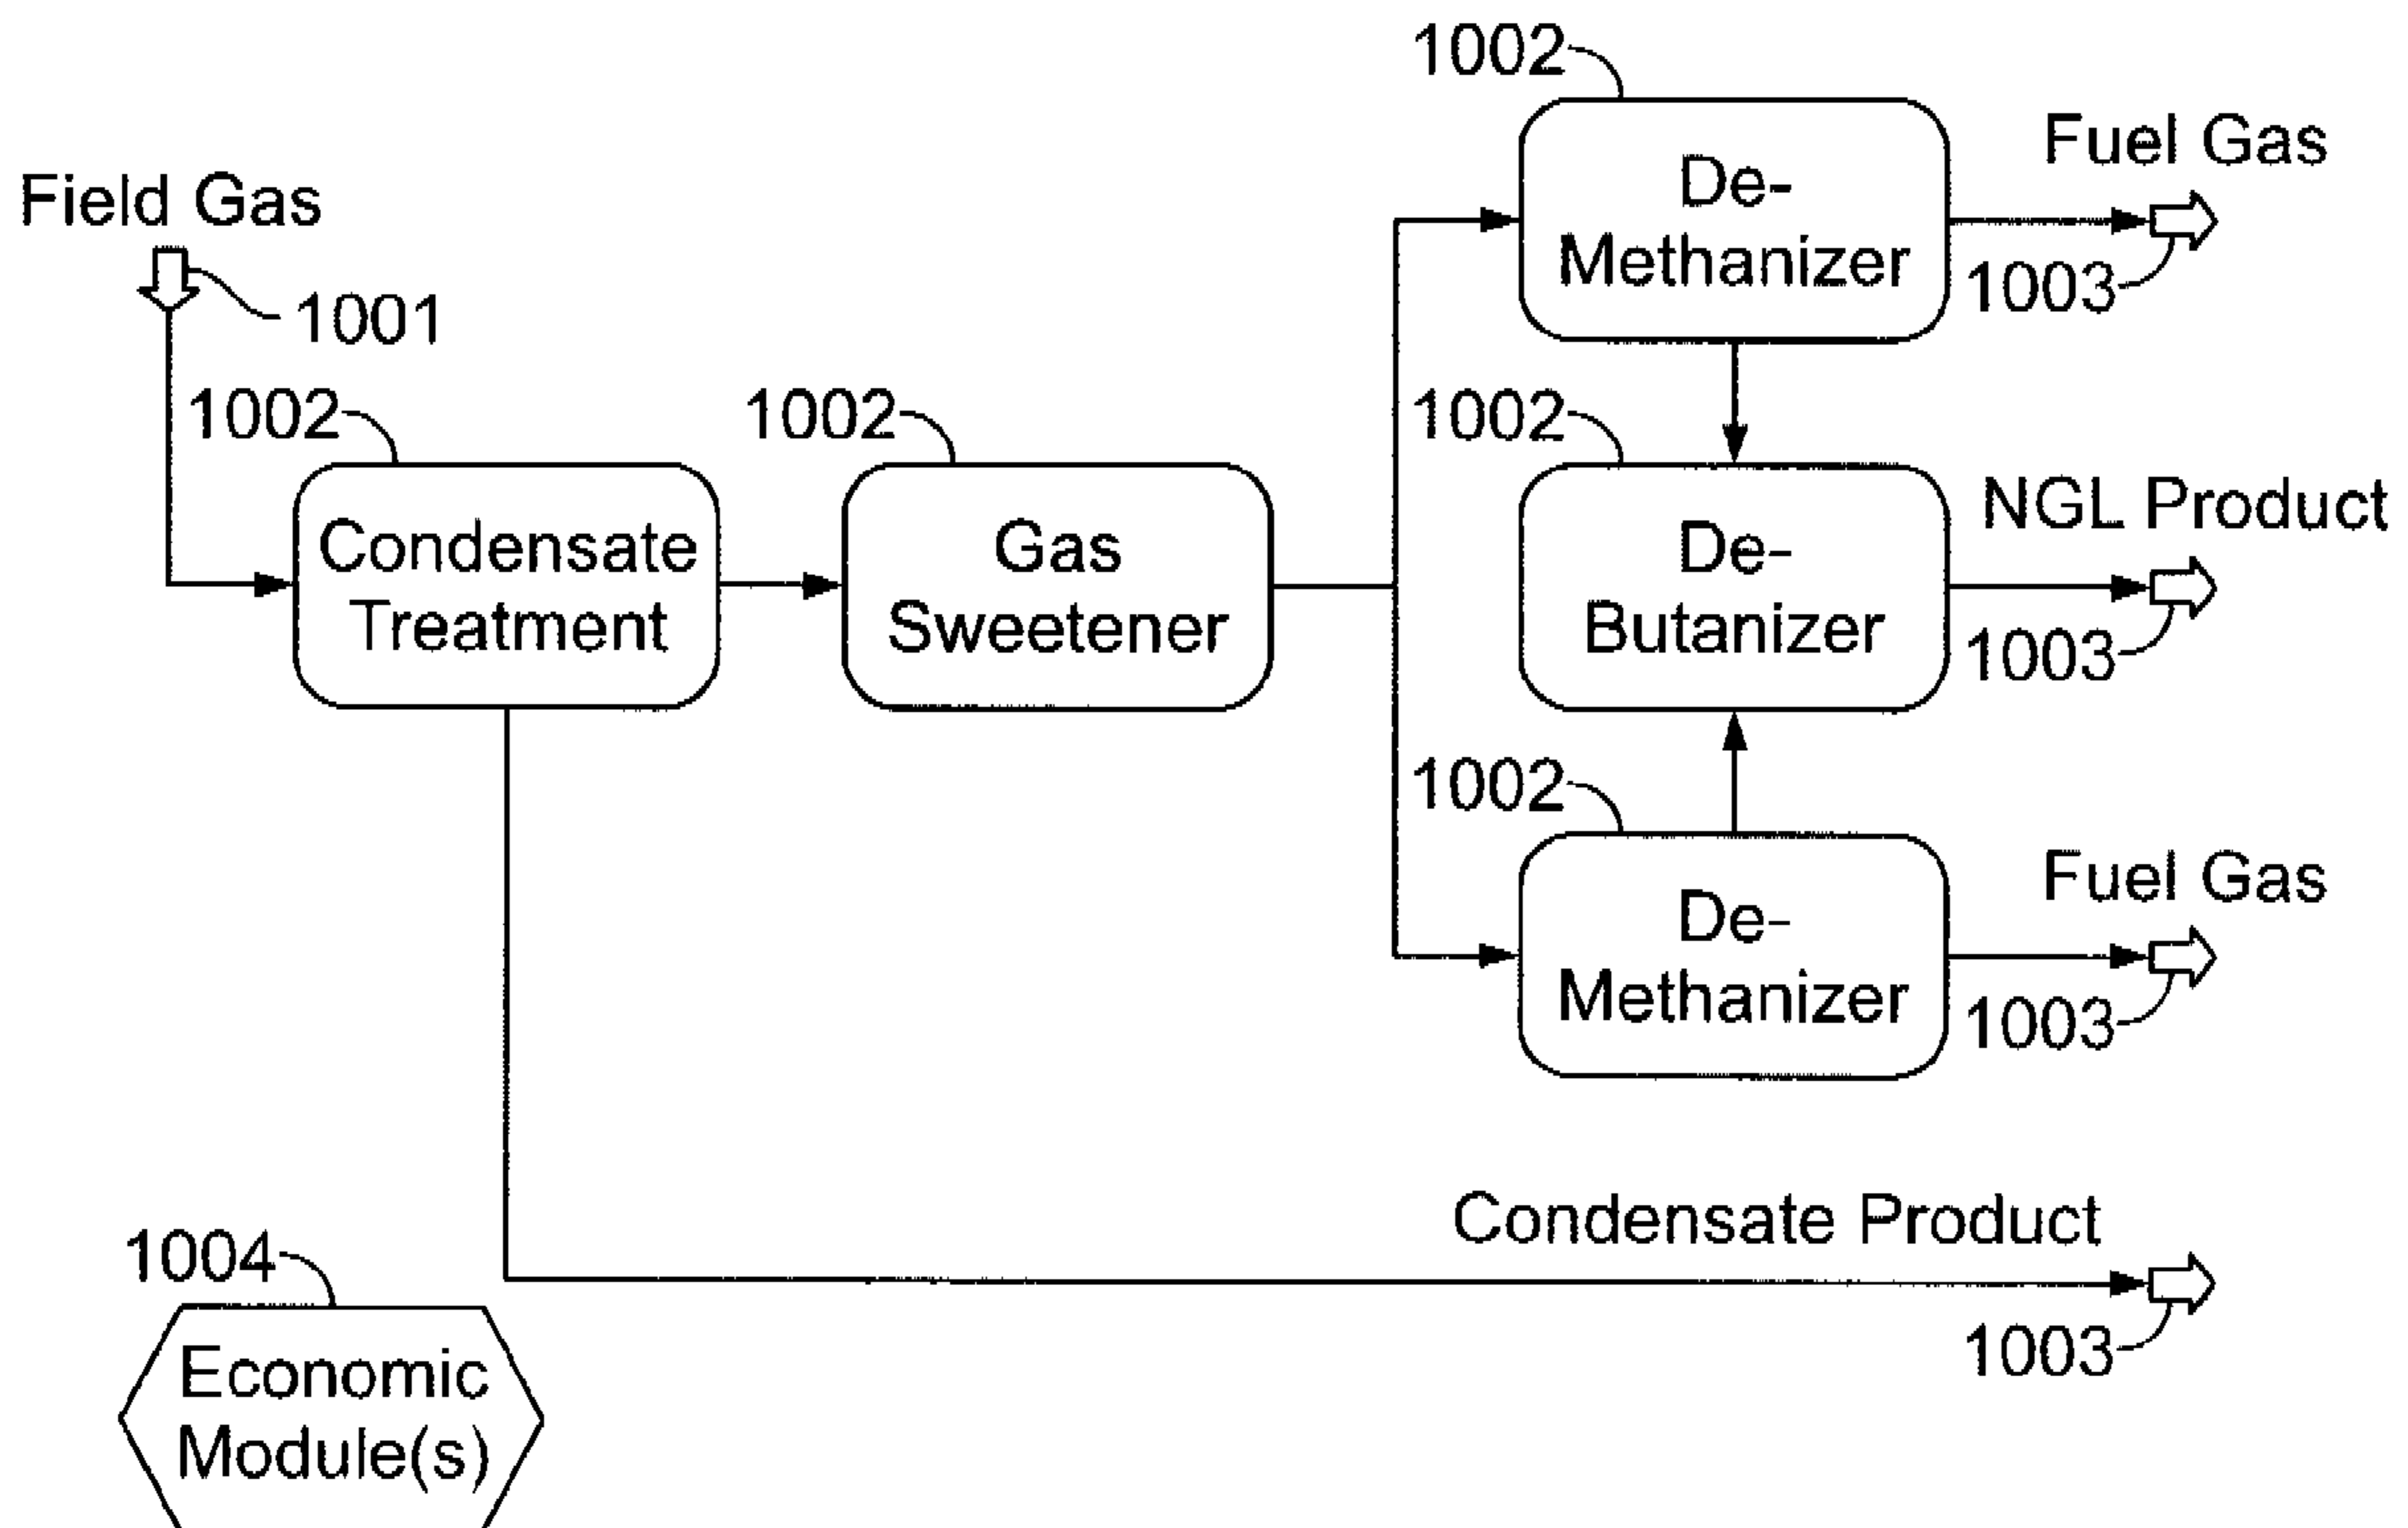 1002
Fuel Gas
De-
Methanizer
1003
Field Gas
1001
1002
1002
1002
NGL Product
Condensate
Treatment
Gas
Sweetener
De-
Butanizer
1003
1002
Fuel Gas
De-
Methanizer
1003
Condensate Product
1003
1004
Economic
Module(s)